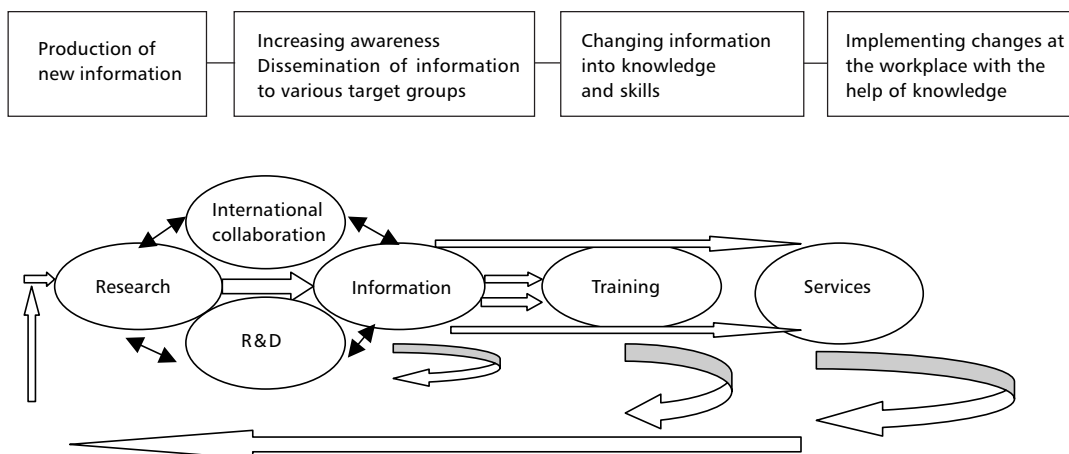 Production of
new information
Increasing awareness
Dissemination of information
to various target groups
Changing information
into knowledge
and skills
Implementing changes at
the workplace with the
help of knowledge
International
collaboration
Research
Information
Training
Services
R&D